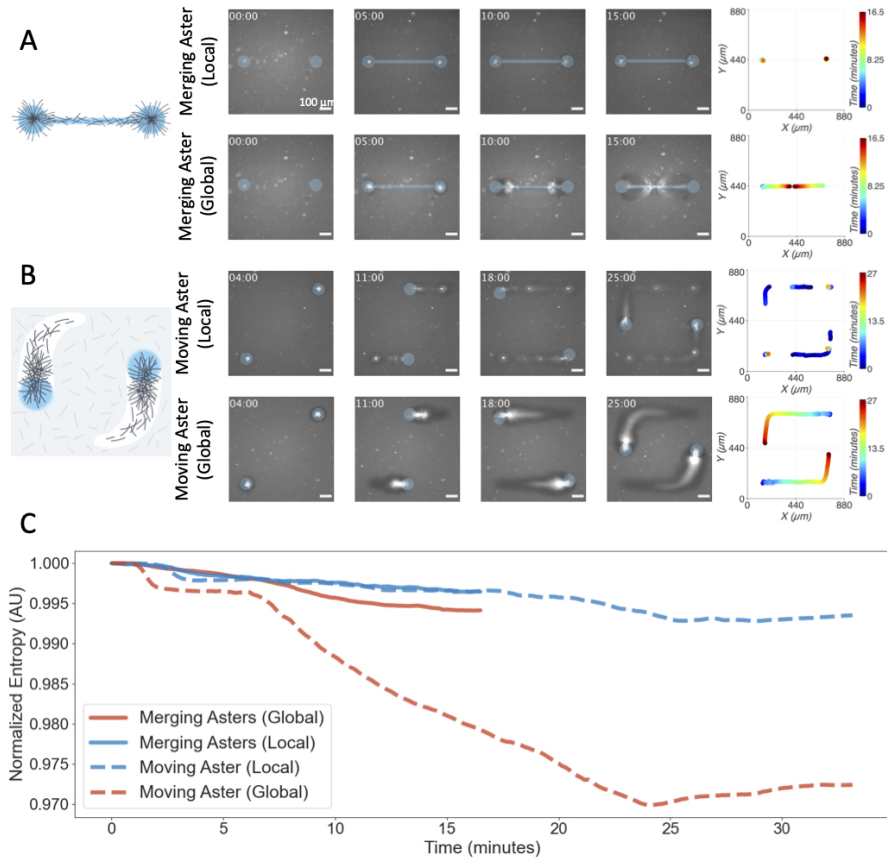 A
Merging Aster
(Local)
00:00
05:00
10:00
15:00
100 µm
880
440
0
Y (µm)
0 440 880
X (µm)
16.5
8.25
0
Time (minutes)
Merging Aster
(Global)
00:00
05:00
10:00
15:00
880
440
0
Y (µm)
0 440 880
X (µm)
16.5
8.25
0
Time (minutes)
B
Moving Aster
(Local)
04:00
11:00
18:00
25:00
880
440
0
Y (µm)
0 440 880
X (µm)
27
13.5
0
Time (minutes)
Moving Aster
(Global)
04:00
11:00
18:00
25:00
880
440
0
Y (µm)
0 440 880
X (µm)
27
13.5
0
Time (minutes)
C
Normalized Entropy (AU)
1.000
0.995
0.990
0.985
0.980
0.975
0.970
Merging Asters (Global)
Merging Asters (Local)
Moving Aster (Local)
Moving Aster (Global)
0 5 10 15 20 25 30
Time (minutes)